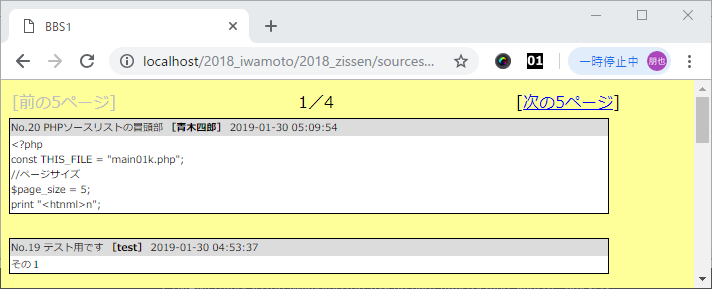 BBS1
localhost/2018_iwamoto/2018_zissen/sources...
01
一時停止中
朋也
[前の5ページ] 1／4 [次の5ページ]
No.20 PHPソースリストの冒頭部 [青木四郎] 2019-01-30 05:09:54
<?php
const THIS_FILE = "main01k.php";
//ページサイズ
$page_size = 5;
print "<htnml>n";
No.19 テスト用です [test] 2019-01-30 04:53:37
その１